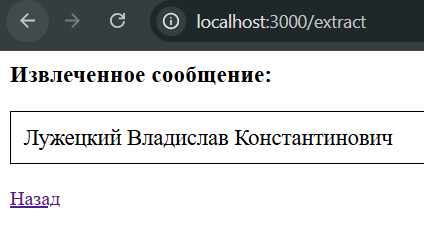 localhost:3000/extract
Извлеченное сообщение:
Лужецкий Владислав Константинович
Назад